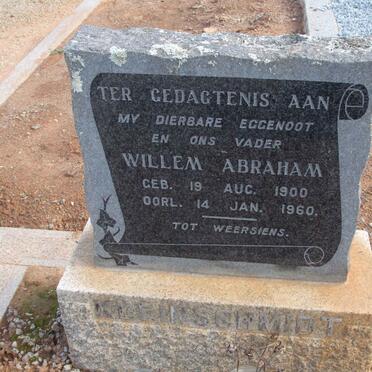 TER GEDAGTENIS AAN
MY DIERBARE EGGENOOT
EN ONS VADER
WILLEM ABRAHAM
GEB. 19 AUG. 1900
OORL. 14 JAN. 1960.
TOT WEERSIENS.
KLEINSCHMIDT